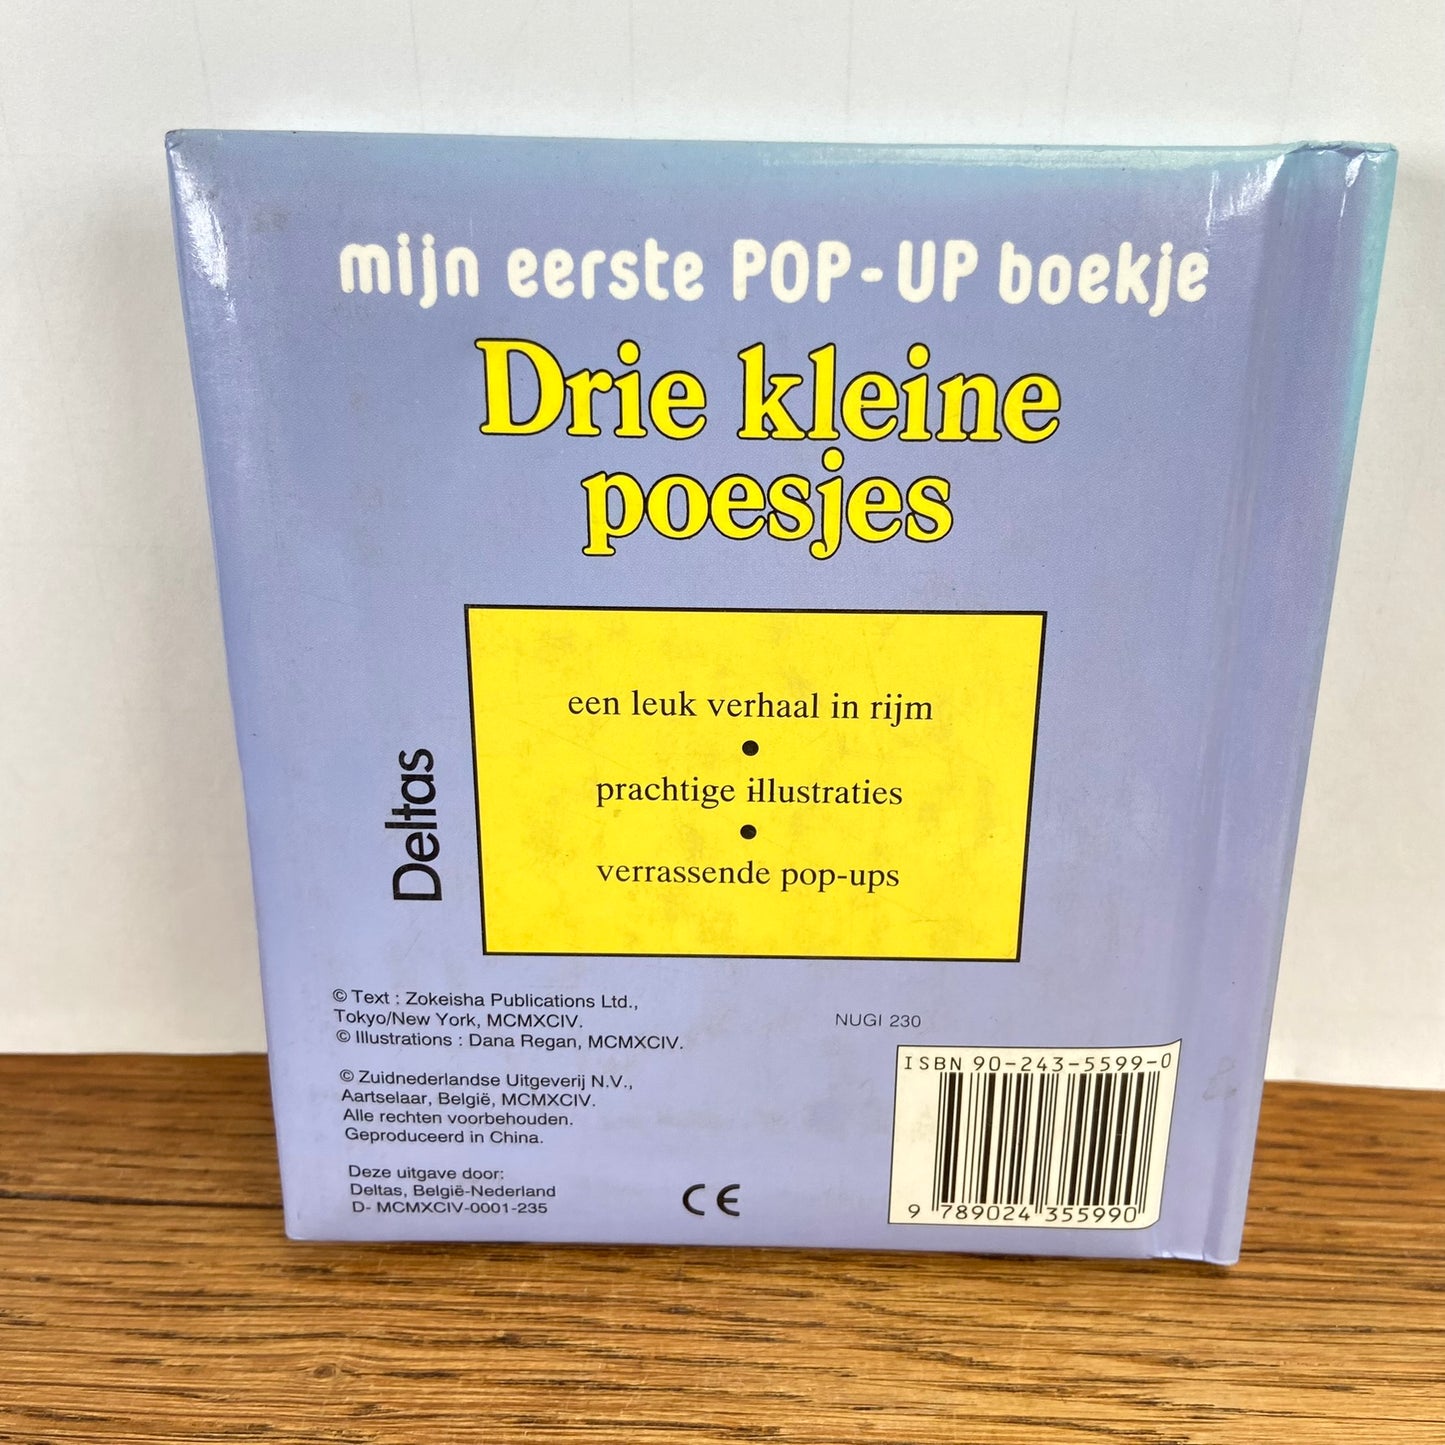 mijn eerste POP-UP boekje
Drie kleine
poesjes
een leuk verhaal in rijm
•
prachtige illustraties
•
verrassende pop-ups
Deltas
© Text : Zokeisha Publications Ltd.,
Tokyo/New York, MCMXCIV.
© Illustrations : Dana Regan, MCMXCIV.
© Zuidnederlandse Uitgeverij N.V.,
Aartselaar, België, MCMXCIV.
Alle rechten voorbehouden.
Geproduceerd in China.
Deze uitgave door:
Deltas, België-Nederland
D- MCMXCIV-0001-235
CE
NUGI 230
ISBN 90-243-5599-0
9 789024 355990